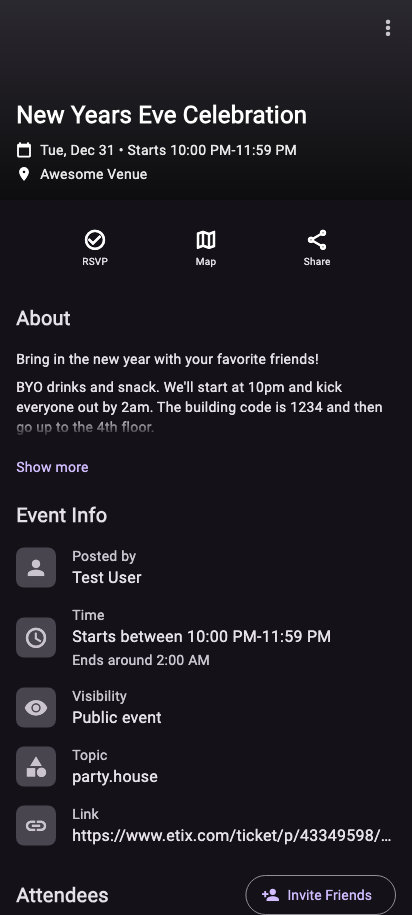 New Years Eve Celebration
Tue, Dec 31 • Starts 10:00 PM-11:59 PM
Awesome Venue
RSVP
Map
Share
About
Bring in the new year with your favorite friends!
BYO drinks and snack. We'll start at 10pm and kick
everyone out by 2am. The building code is 1234 and then
go up to the 4th floor.
Show more
Event Info
Posted by
Test User
Time
Starts between 10:00 PM-11:59 PM
Ends around 2:00 AM
Visibility
Public event
Topic
party.house
Link
https://www.etix.com/ticket/p/43349598/...
Attendees
Invite Friends